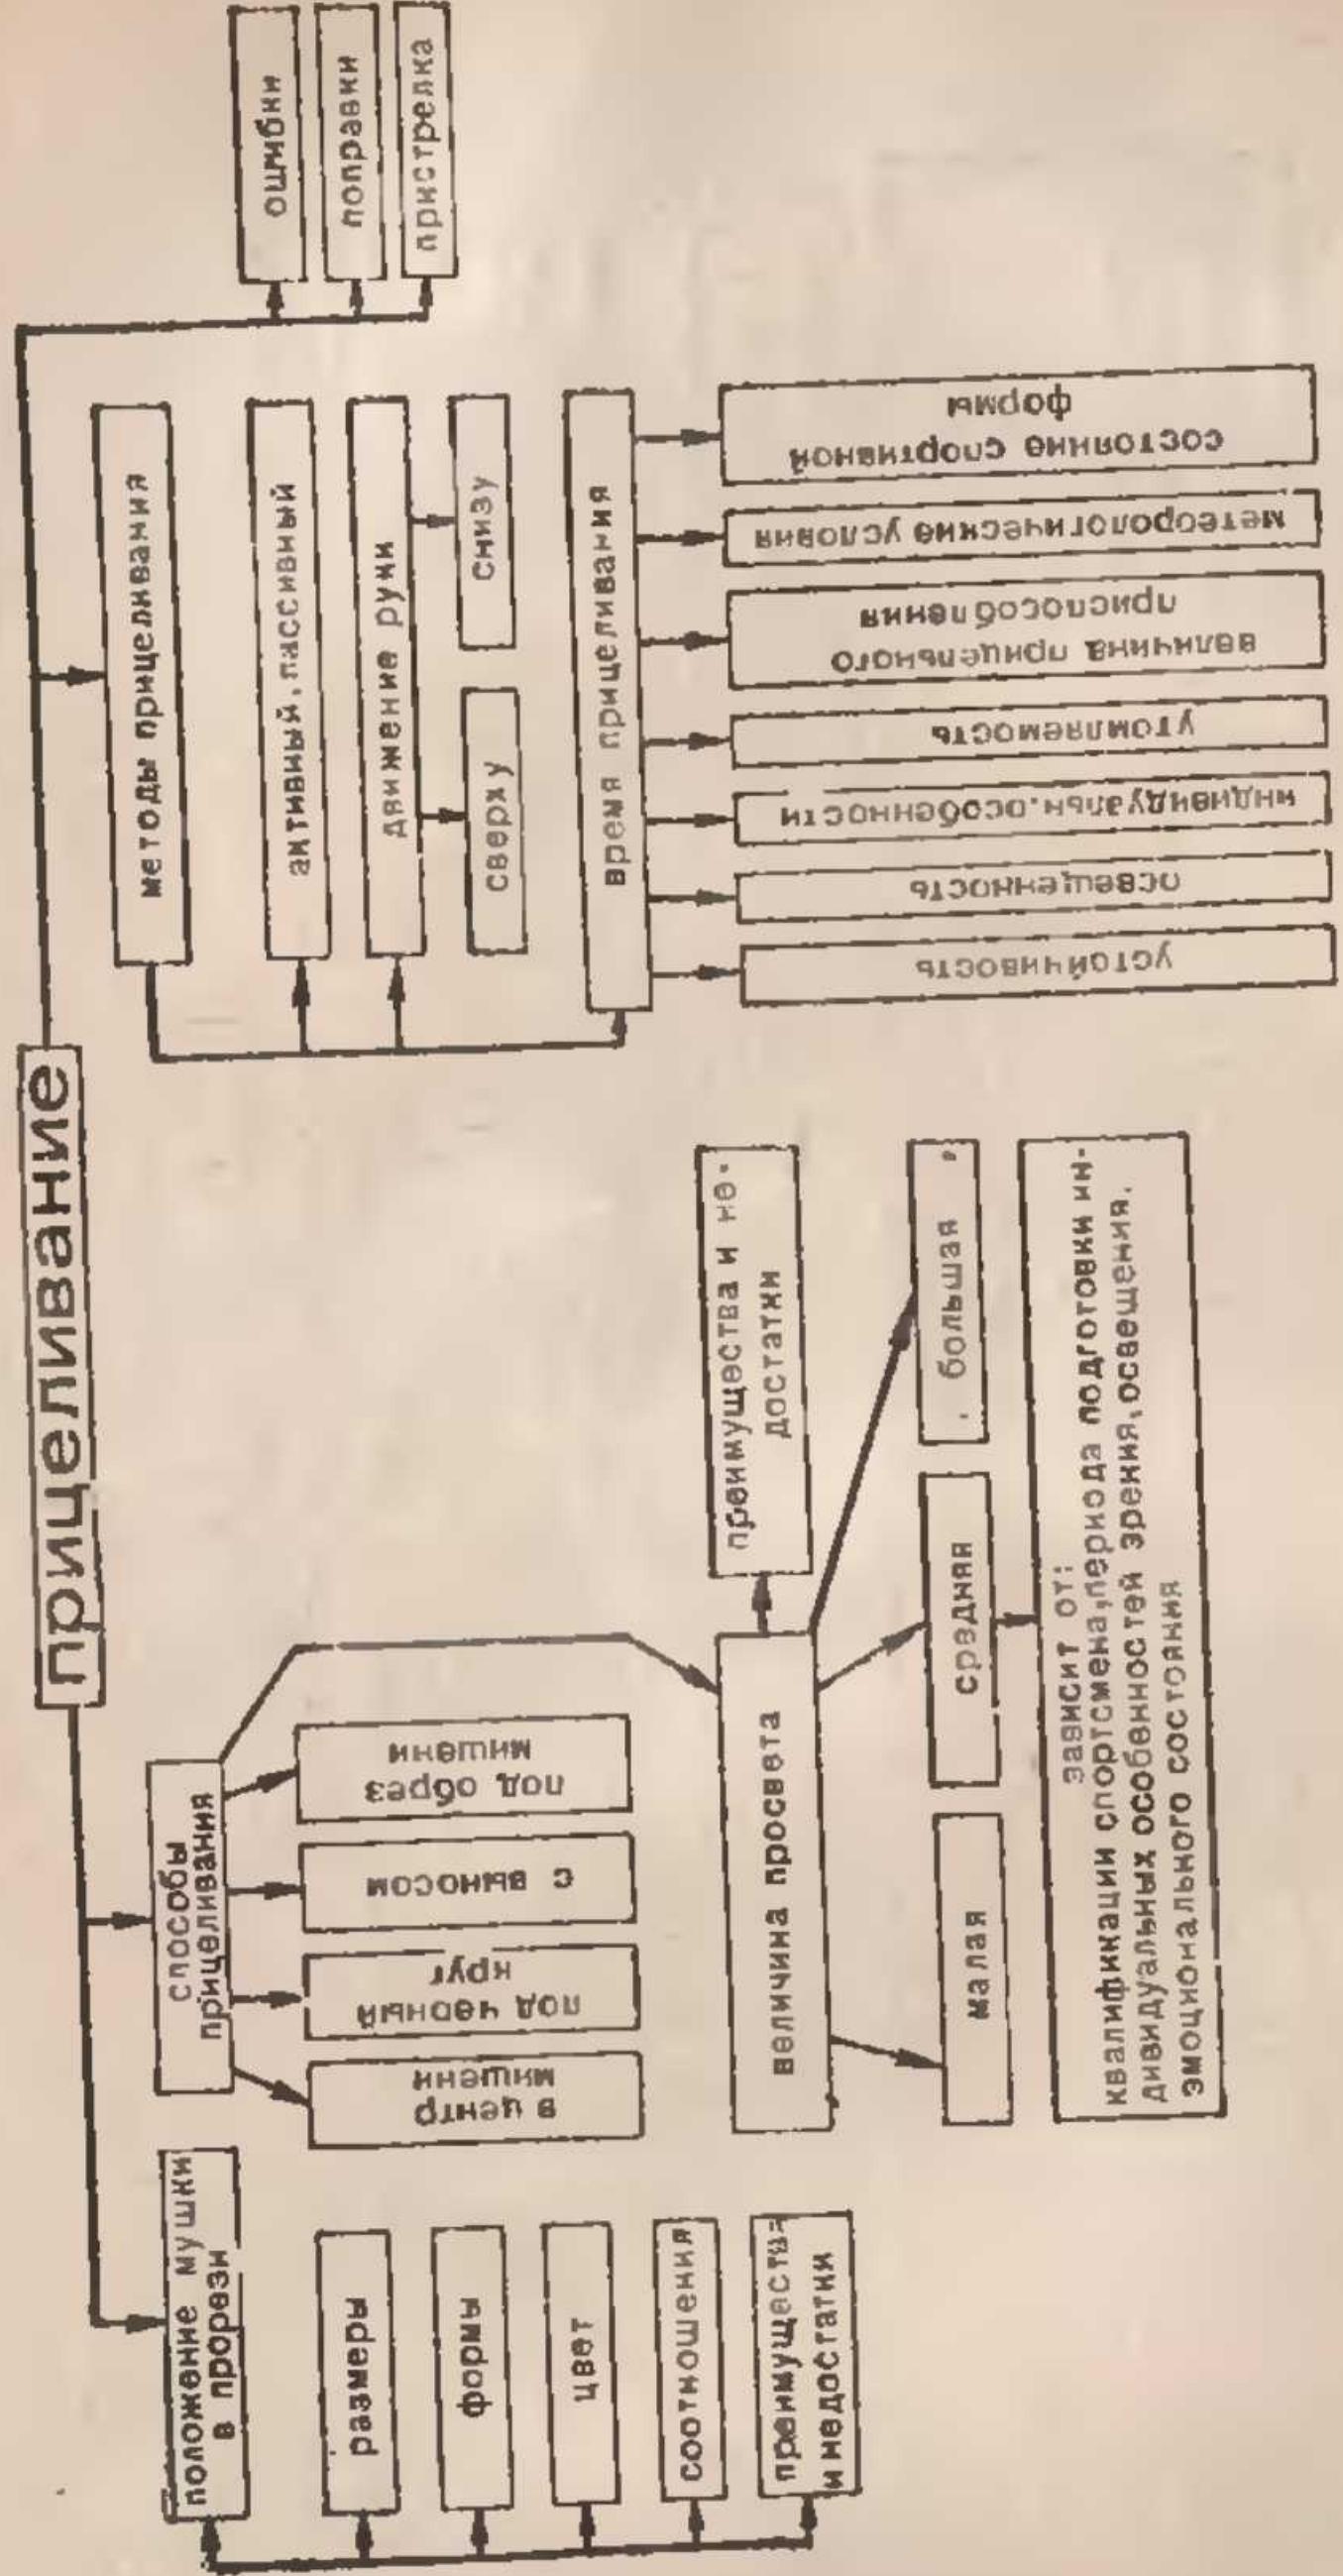 прицеливание
положение мушки
в прорези
размеры
формы
цвет
соотношения
преимущества
и недостатки
способы
прицеливания
в центр
мишени
под черный
круг
с выносом
под обрез
мишени
величина просвета
преимущества и не-
достатки
малая
средняя
большая
зависит от:
квалификации спортсмена, периода подготовки ин-
дивидуальных особенностей зрения, освещения.
эмоционального состояния
методы прицеливания
активный, пассивный
движение руки
сверху
снизу
время прицеливания
устойчивость
освещенность
индивидуальн. особенности
утомляемость
величина прицельного
приспособления
метеорологические условия
состояние спортивной
формы
ошибки
поправки
пристрелка